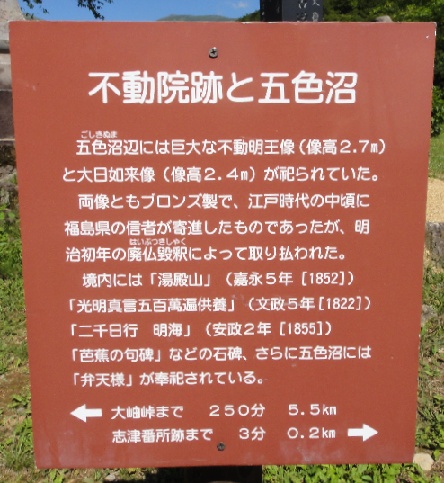 不動院跡と五色沼
ごしきぬま
五色沼辺には巨大な不動明王像(像高2.7m)
と大日如来像(像高2.4m)が祀られていた。
両像ともブロンズ製で、江戸時代の中頃に
福島県の信者が寄進したものであったが、明
はいぶつきしゃく
治初年の廃仏毀釈によって取り払われた。
境内には「湯殿山」(嘉永5年[1852])
「光明真言五百萬遍供養」(文政5年[1822])
「二千日行 明海」(安政2年[1855])
「芭蕉の句碑」などの石碑、さらに五色沼には
「弁天様」が奉祀されている。
← 大岫峠まで 250分 5.5km
志津番所跡まで 3分 0.2km →